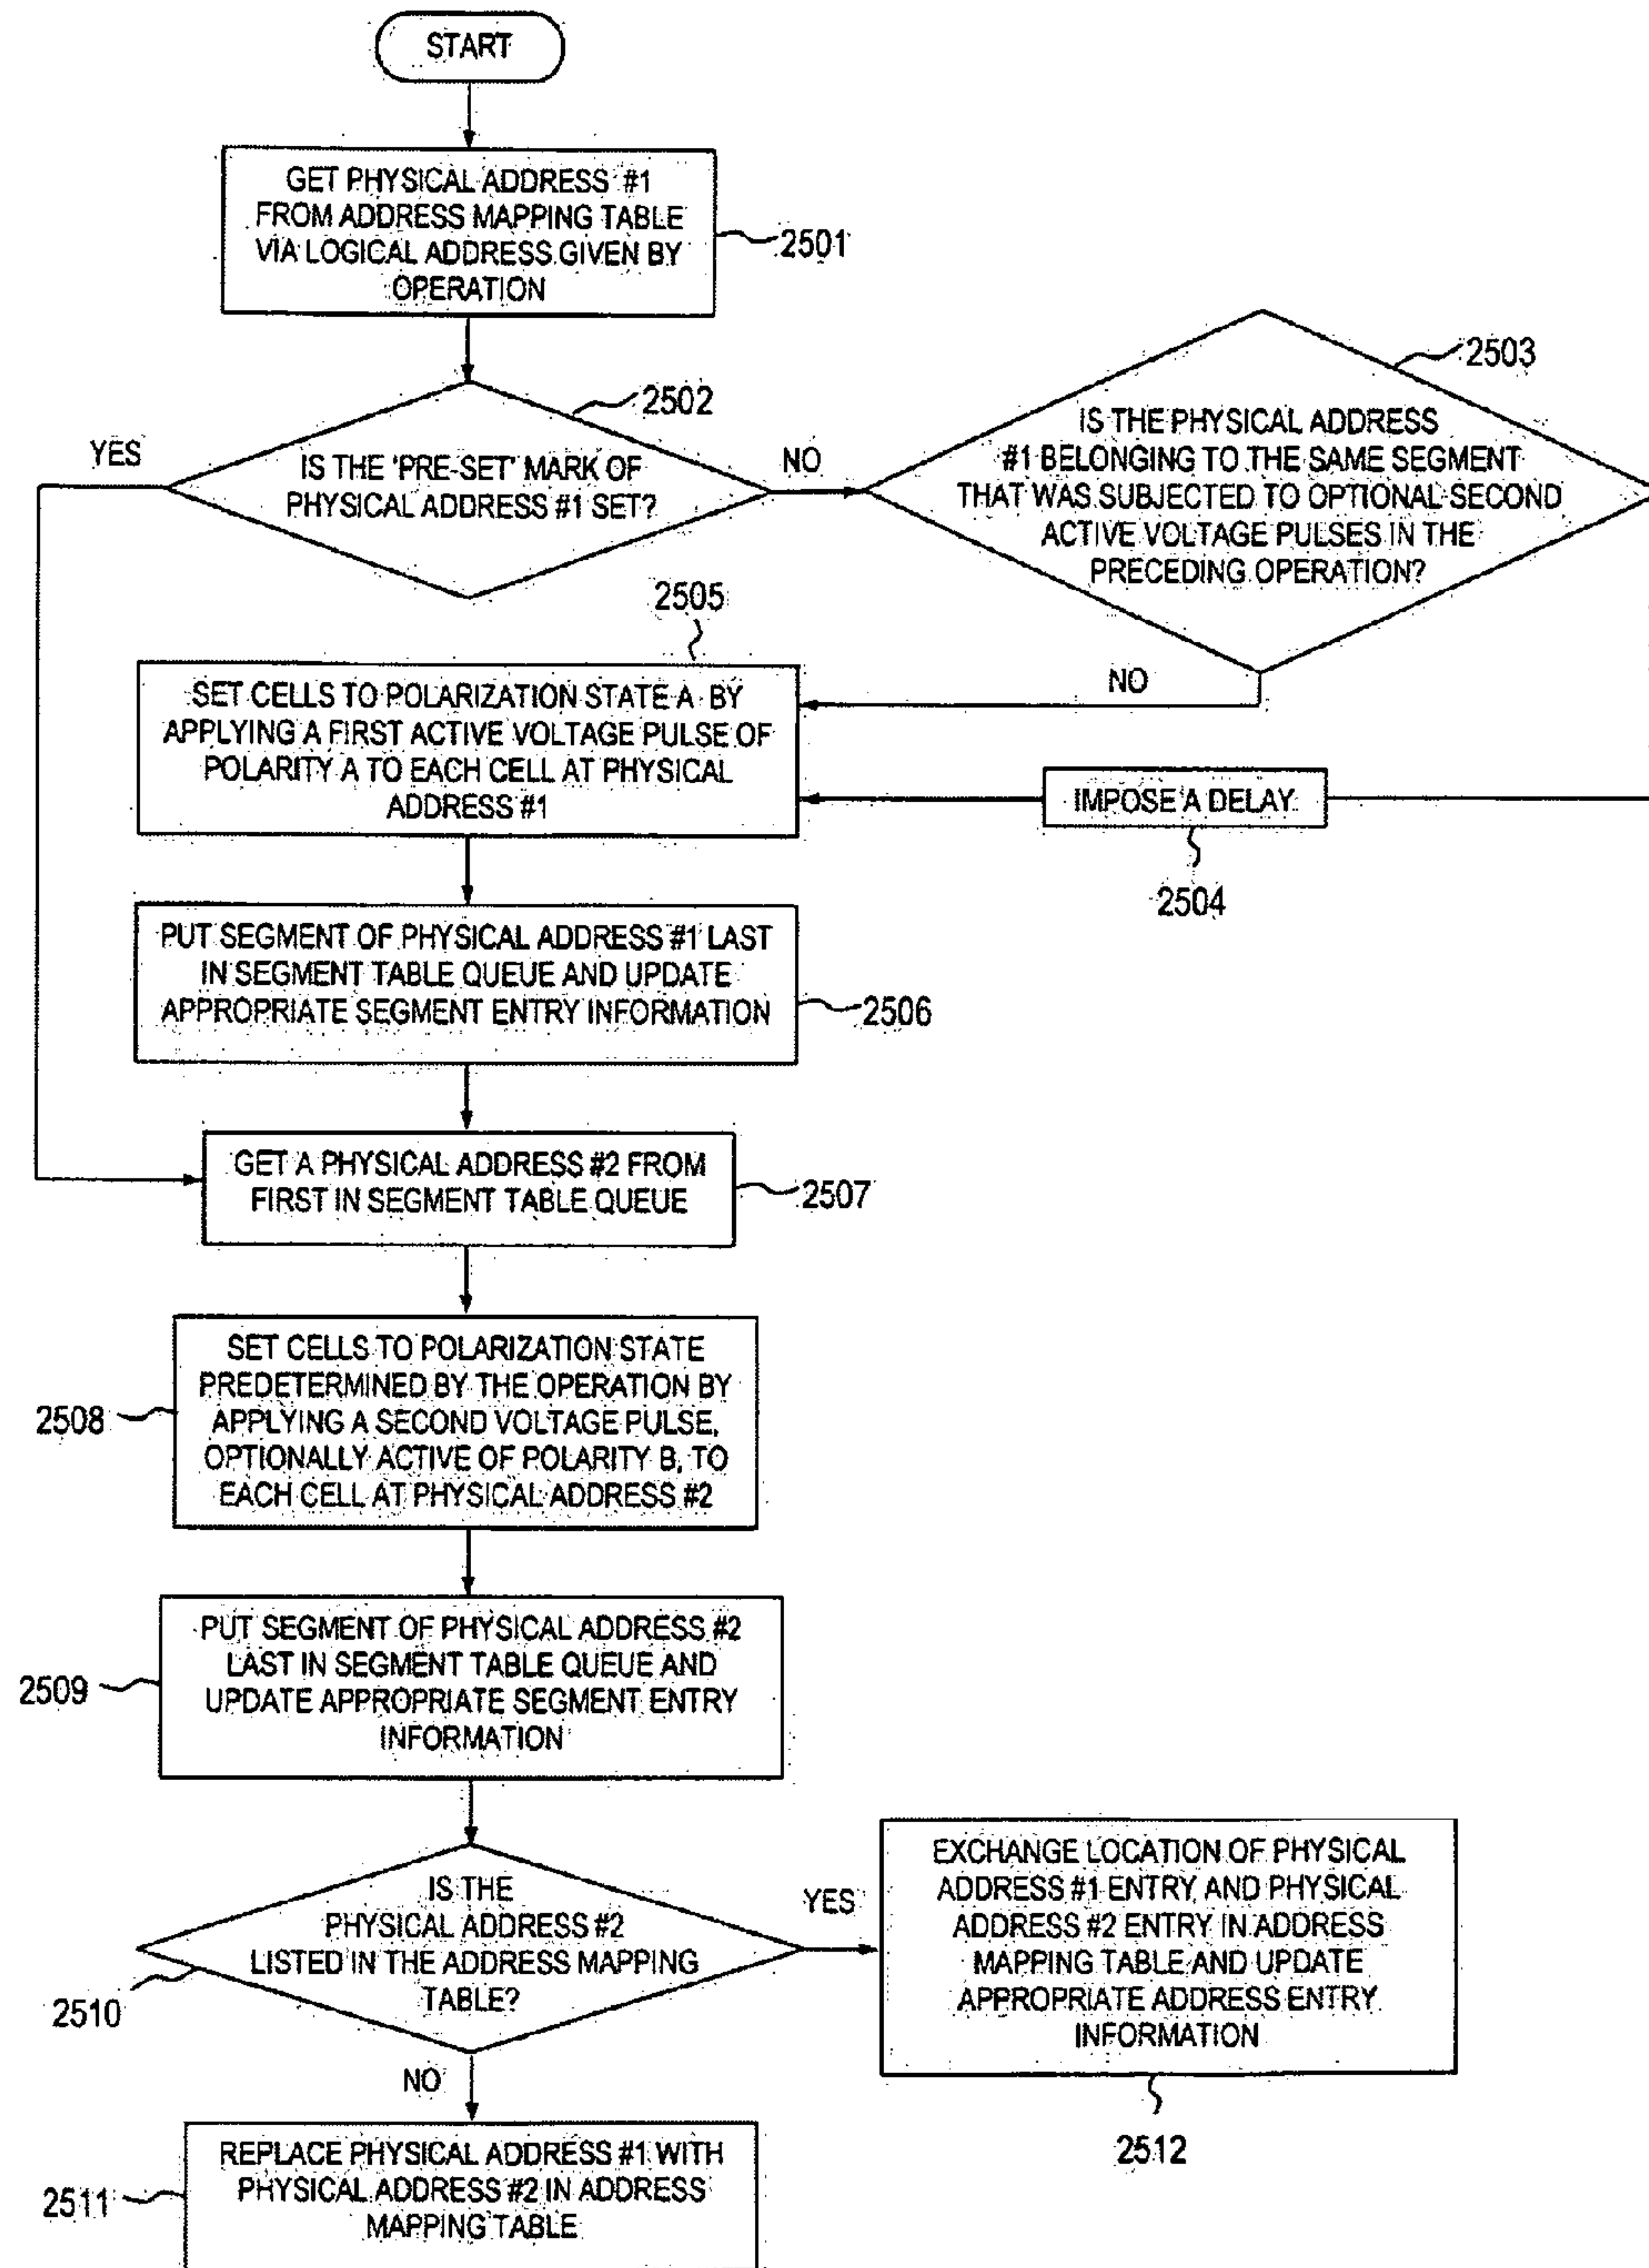 START
GET PHYSICAL ADDRESS #1
FROM ADDRESS MAPPING TABLE
VIA LOGICAL ADDRESS GIVEN BY
OPERATION
2501
2502
YES
IS THE 'PRE-SET' MARK OF
PHYSICAL ADDRESS #1 SET?
NO
2503
IS THE PHYSICAL ADDRESS
#1 BELONGING TO THE SAME SEGMENT
THAT WAS SUBJECTED TO OPTIONAL SECOND
ACTIVE VOLTAGE PULSES IN THE
PRECEDING OPERATION?
NO
2505
SET CELLS TO POLARIZATION STATE A BY
APPLYING A FIRST ACTIVE VOLTAGE PULSE OF
POLARITY A TO EACH CELL AT PHYSICAL
ADDRESS #1
IMPOSE A DELAY
2504
PUT SEGMENT OF PHYSICAL ADDRESS #1 LAST
IN SEGMENT TABLE QUEUE AND UPDATE
APPROPRIATE SEGMENT ENTRY INFORMATION
2506
GET A PHYSICAL ADDRESS #2 FROM
FIRST IN SEGMENT TABLE QUEUE
2507
SET CELLS TO POLARIZATION STATE
PREDETERMINED BY THE OPERATION BY
APPLYING A SECOND VOLTAGE PULSE,
OPTIONALLY ACTIVE OF POLARITY B, TO
EACH CELL AT PHYSICAL ADDRESS #2
2508
PUT SEGMENT OF PHYSICAL ADDRESS #2
LAST IN SEGMENT TABLE QUEUE AND
UPDATE APPROPRIATE SEGMENT ENTRY
INFORMATION
2509
IS THE
PHYSICAL ADDRESS #2
LISTED IN THE ADDRESS MAPPING
TABLE?
2510
YES
EXCHANGE LOCATION OF PHYSICAL
ADDRESS #1 ENTRY AND PHYSICAL
ADDRESS #2 ENTRY IN ADDRESS
MAPPING TABLE AND UPDATE
APPROPRIATE ADDRESS ENTRY
INFORMATION
2512
NO
REPLACE PHYSICAL ADDRESS #1 WITH
PHYSICAL ADDRESS #2 IN ADDRESS
MAPPING TABLE
2511